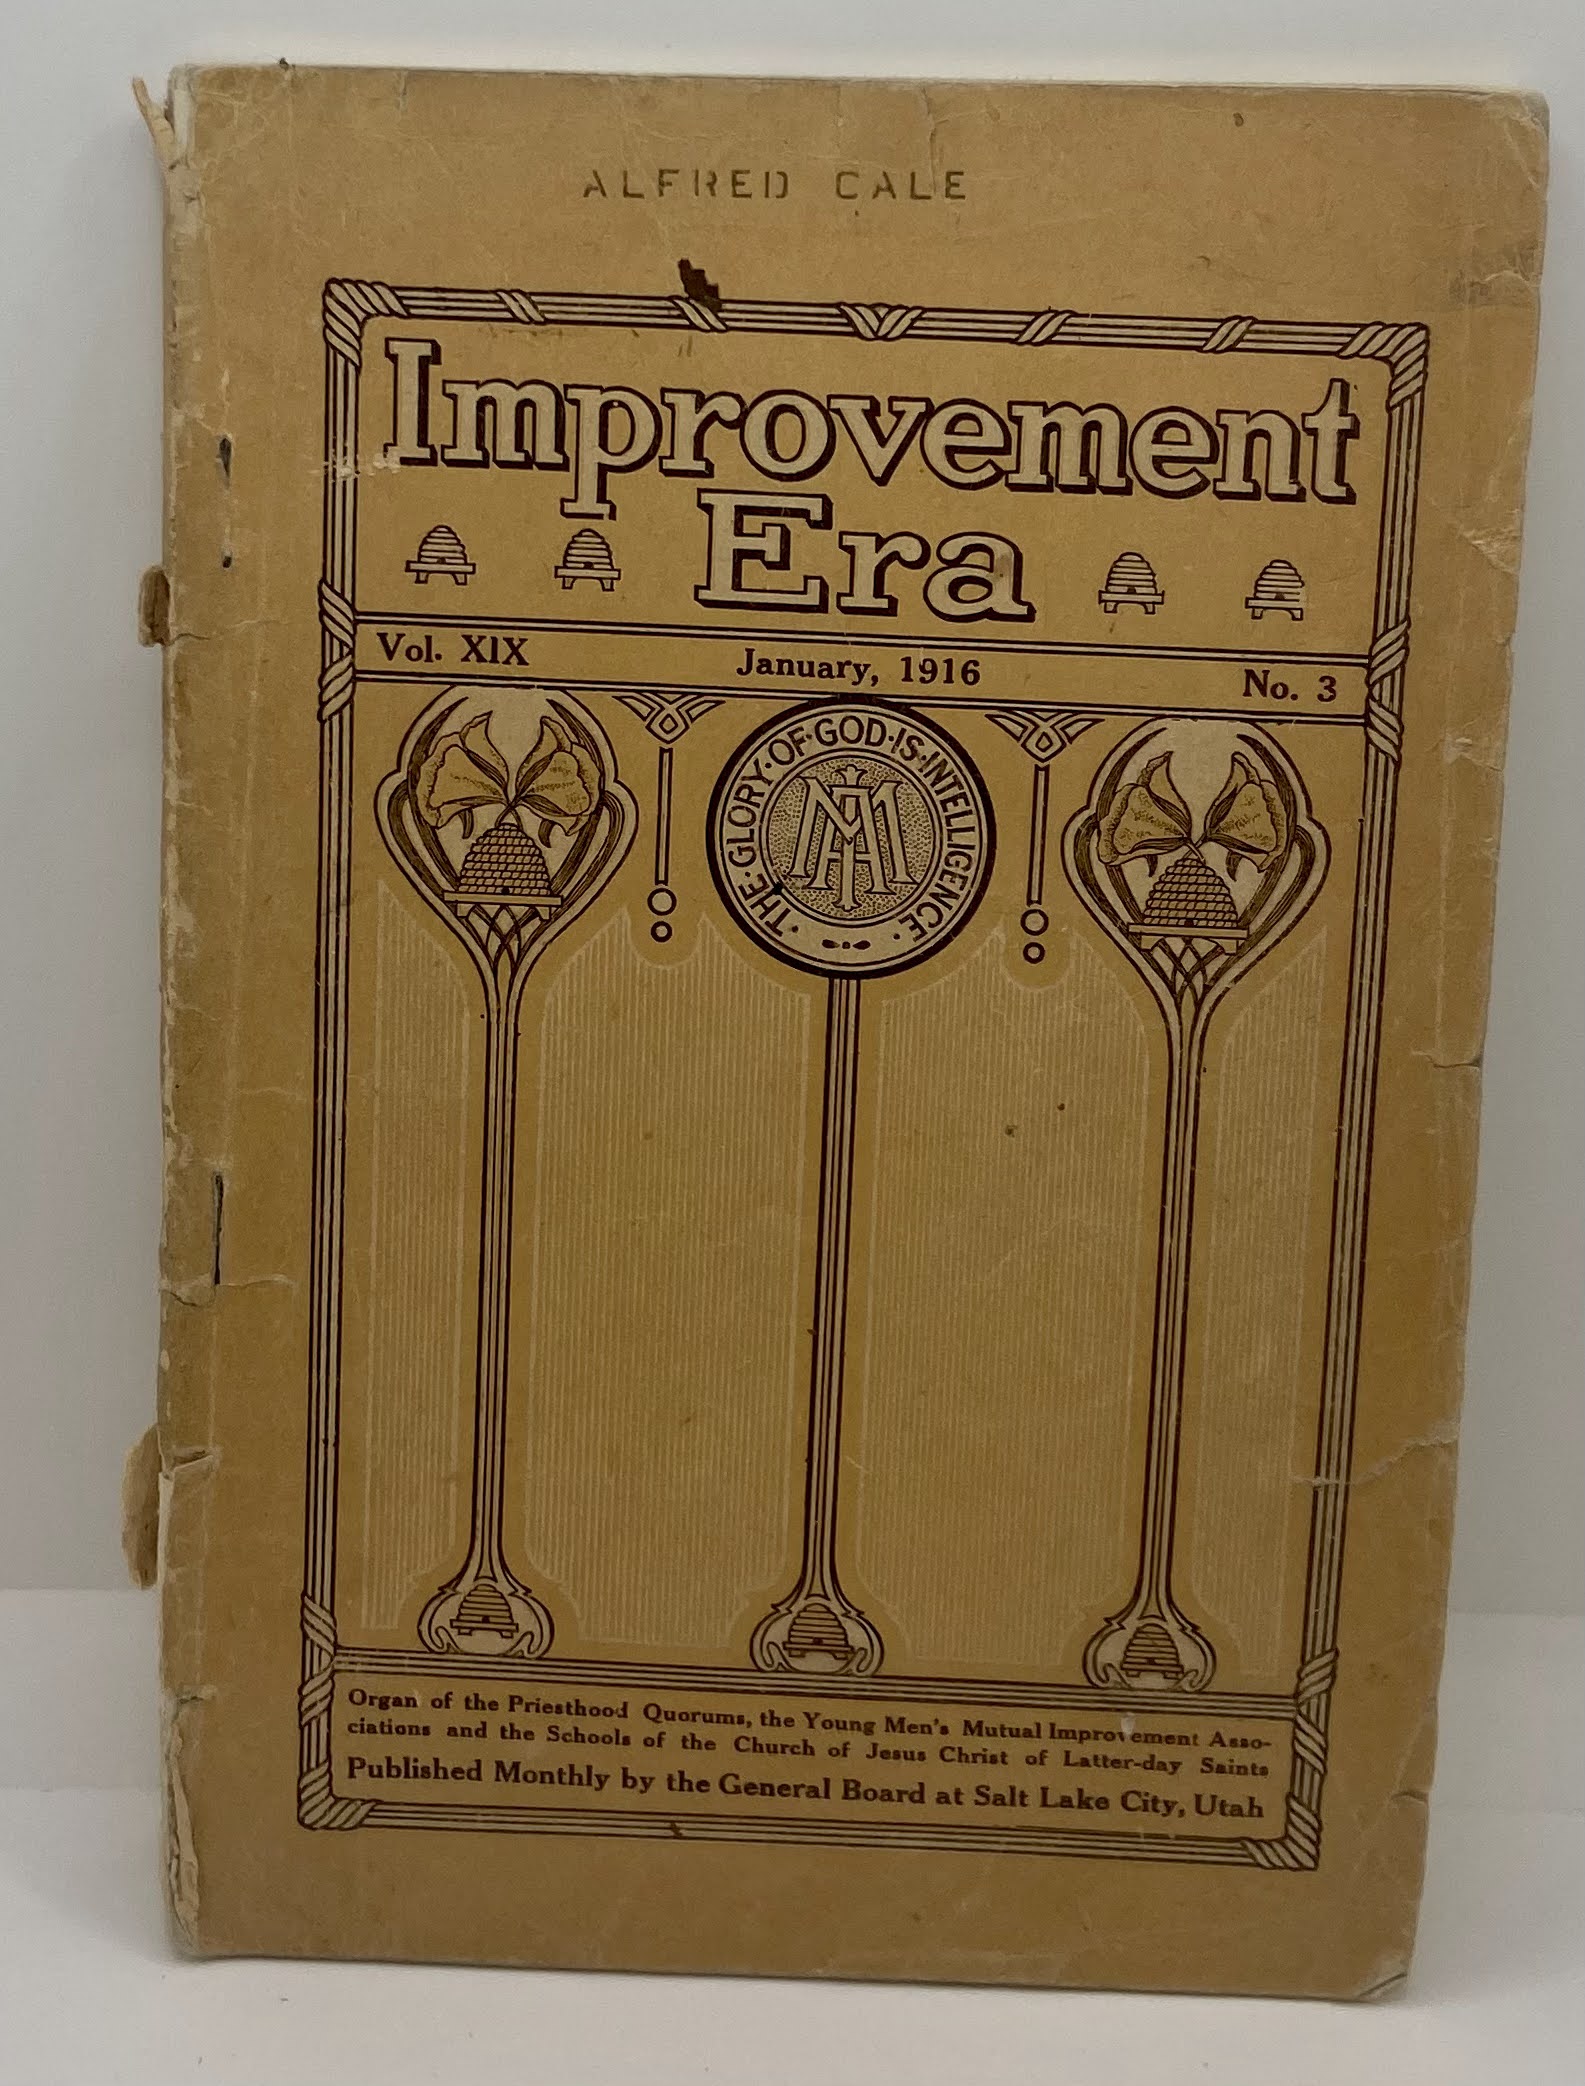 ALFRED CALE
Improvement
Era
Vol. XIX January, 1916 No. 3
THE·GLORY·OF·GOD·IS·INTELLIGENCE·
Organ of the Priesthood Quorums, the Young Men's Mutual Improvement Asso-
ciations and the Schools of the Church of Jesus Christ of Latter-day Saints
Published Monthly by the General Board at Salt Lake City, Utah